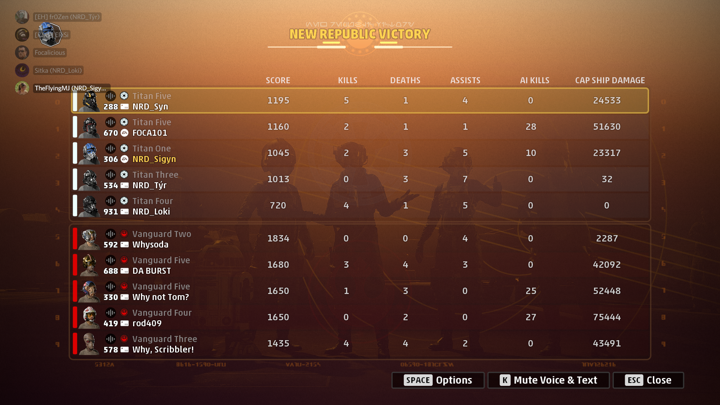 [EH] fr0Zen (NRD_Týr)
Focalicious
Sitka (NRD_Loki)
TheFlyingMJ (NRD_Sigy...
NEW REPUBLIC VICTORY
SCORE KILLS DEATHS ASSISTS AI KILLS CAP SHIP DAMAGE
Titan Five
288 NRD_Syn 1195 5 1 4 0 24533
Titan Five
670 FOCA101 1160 2 1 1 28 51630
Titan One
306 NRD_Sigyn 1045 2 3 5 10 23317
Titan Three
534 NRD_Týr 1013 0 3 7 0 32
Titan Four
931 NRD_Loki 720 4 1 5 0 0
Vanguard Two
592 Whysoda 1834 0 0 4 0 2287
Vanguard Five
688 DA BURST 1680 3 4 3 0 42092
Vanguard Five
330 Why not Tom? 1650 1 3 0 25 52448
Vanguard Four
419 rod409 1650 0 2 0 27 75444
Vanguard Three
578 Why, Scribbler! 1435 4 4 2 0 43491
SPACE Options K Mute Voice & Text ESC Close